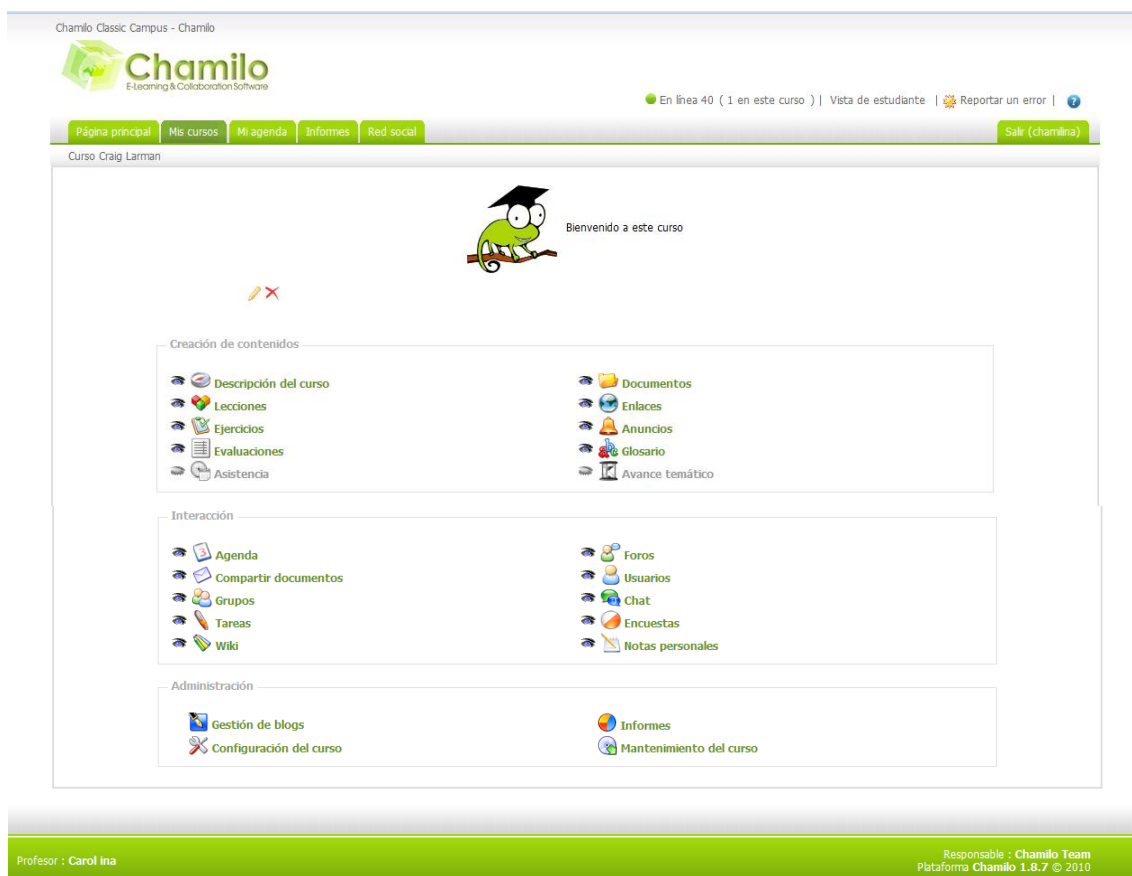 Chamilo Classic Campus - Chamilo
Chamilo
E-Learning & Collaboration Software
En línea 40 ( 1 en este curso ) | Vista de estudiante | Reportar un error |
Página principal Mis cursos Mi agenda Informes Red social Salir (chamilina)
Curso Craig Larman
Bienvenido a este curso
Creación de contenidos
Descripción del curso Documentos
Lecciones Enlaces
Ejercicios Anuncios
Evaluaciones Glosario
Asistencia Avance temático
Interacción
Agenda Foros
Compartir documentos Usuarios
Grupos Chat
Tareas Encuestas
Wiki Notas personales
Administración
Gestión de blogs Informes
Configuración del curso Mantenimiento del curso
Responsable : Chamilo Team
Profesor : Carol ina
Plataforma Chamilo 1.8.7 © 2010